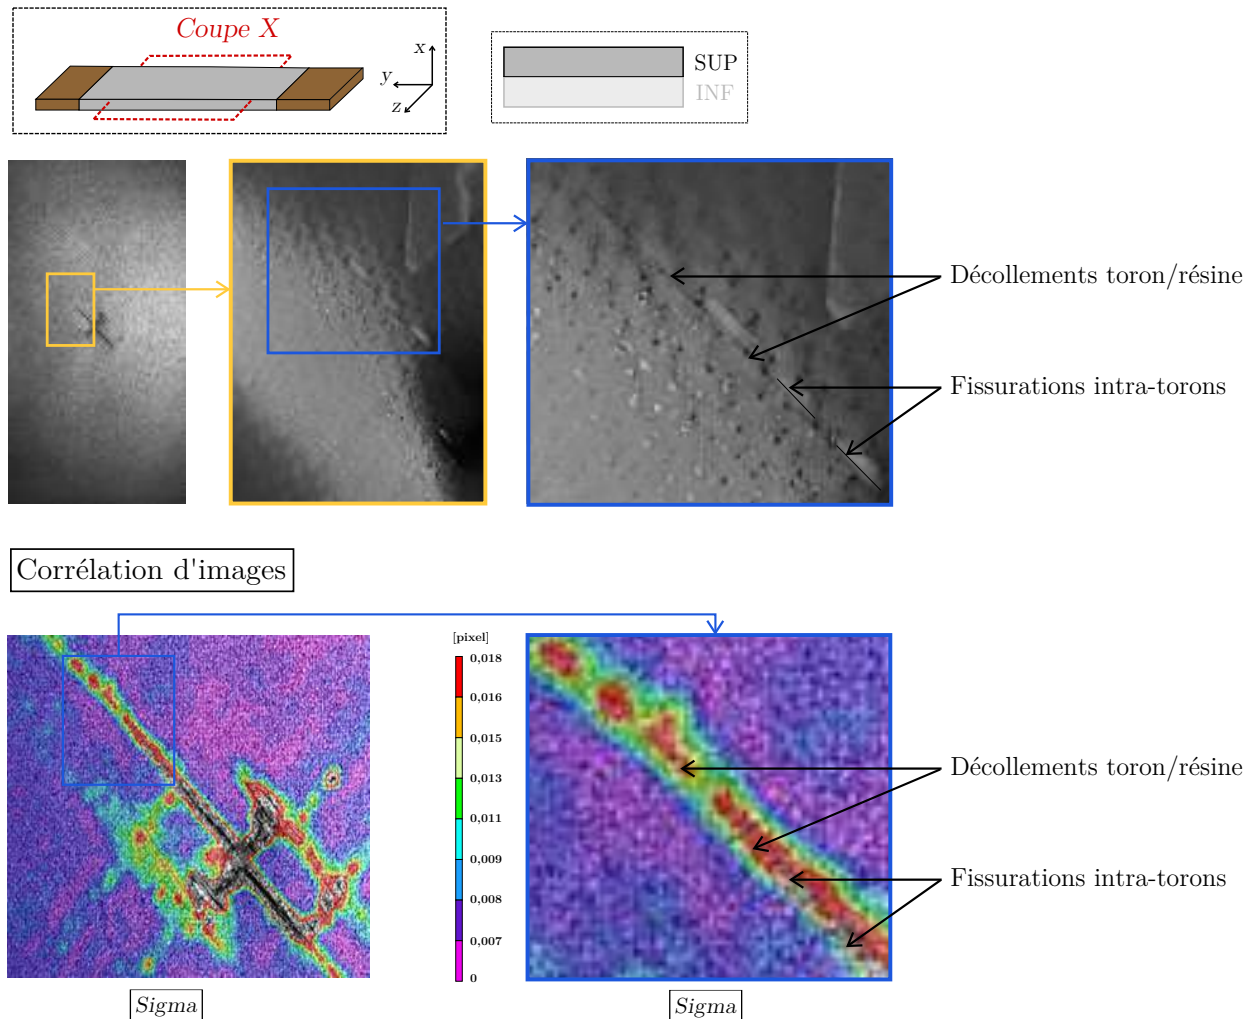 Coupe X
x
y
z
SUP
INF
Décollements toron/résine
Fissurations intra-torons
Corrélation d'images
[pixel]
0,018
0,016
0,015
0,013
0,011
0,009
0,008
0,007
0
Décollements toron/résine
Fissurations intra-torons
Sigma
Sigma